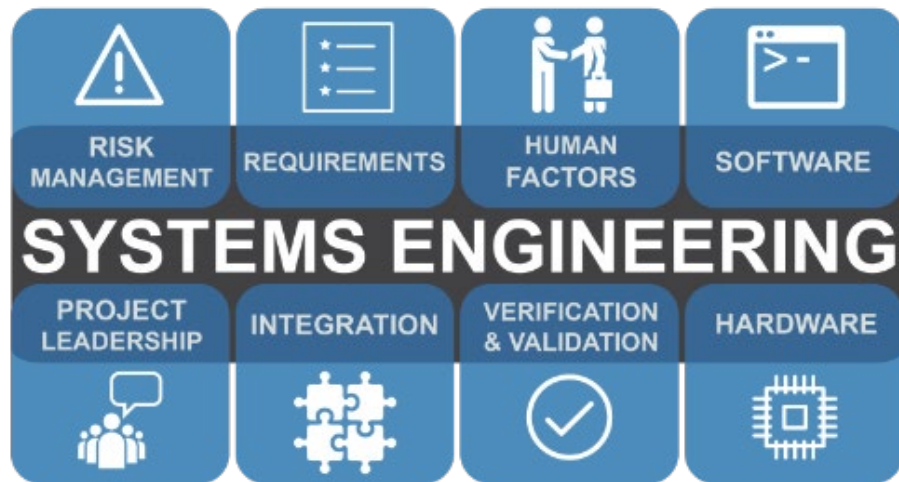 RISK
MANAGEMENT
REQUIREMENTS
HUMAN
FACTORS
>-
SOFTWARE
SYSTEMS ENGINEERING
PROJECT
LEADERSHIP
INTEGRATION
VERIFICATION
& VALIDATION
HARDWARE